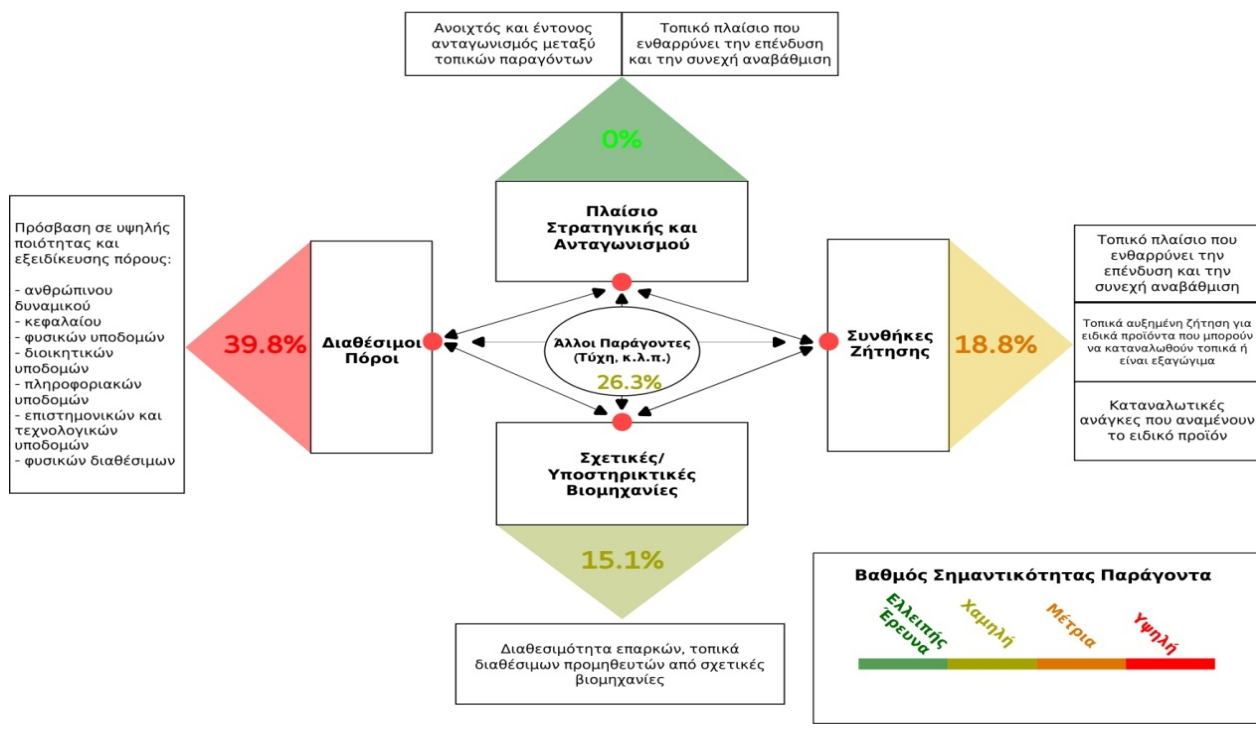 Ανοιχτός και έντονος
ανταγωνισμός μεταξύ
τοπικών παραγόντων
Τοπικό πλαίσιο που
ενθαρρύνει την επένδυση
και την συνεχή αναβάθμιση
0%
Πλαίσιο
Στρατηγικής και
Ανταγωνισμού
Πρόσβαση σε υψηλής
ποιότητας και
εξειδίκευσης πόρους:
- ανθρώπινου
δυναμικού
- κεφαλαίου
- φυσικών υποδομών
- διοικητικών
υποδομών
- πληροφοριακών
υποδομών
- επιστημονικών και
τεχνολογικών
υποδομών
- φυσικών διαθέσιμων
39.8%
Διαθέσιμοι
Πόροι
Άλλοι Παράγοντες
(Τύχη, κ.λ.π.)
26.3%
Συνθήκες
Ζήτησης
18.8%
Τοπικό πλαίσιο που
ενθαρρύνει την
επένδυση και την
συνεχή αναβάθμιση
Τοπικά αυξημένη ζήτηση για
ειδικά προϊόντα που μπορούν
να καταναλωθούν τοπικά ή
είναι εξαγώγιμα
Καταναλωτικές
ανάγκες που αναμένουν
το ειδικό προϊόν
Σχετικές/
Υποστηρικτικές
Βιομηχανίες
15.1%
Διαθεσιμότητα επαρκών, τοπικά
διαθέσιμων προμηθευτών από σχετικές
βιομηχανίες
Βαθμός Σημαντικότητας Παράγοντα
Ελλειπής
Έρευνα
Χαμηλή
Μέτρια
Υψηλή